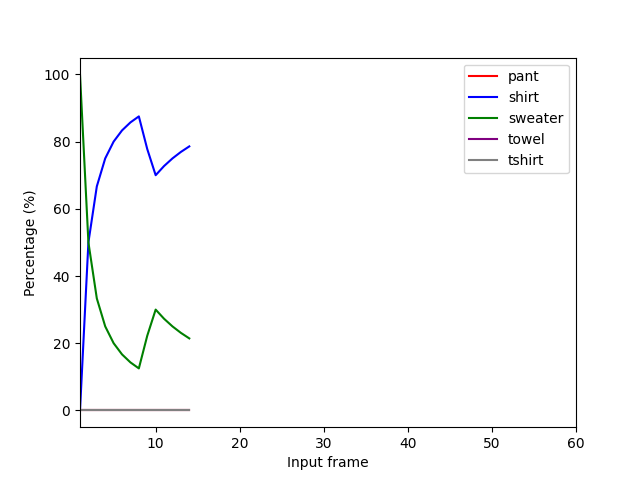 100
80
60
40
20
0
Percentage (%)
10 20 30 40 50 60
Input frame
pant
shirt
sweater
towel
tshirt